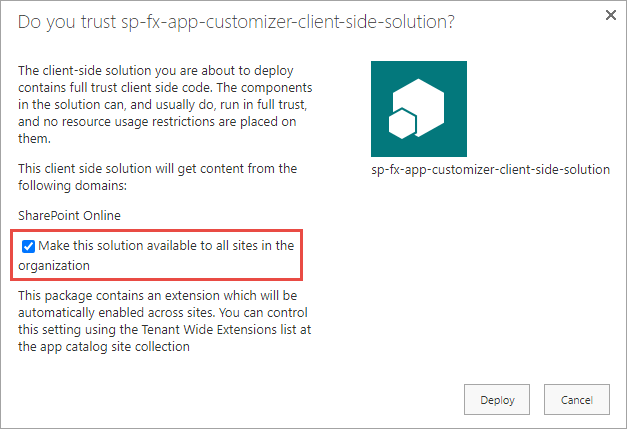 Do you trust sp-fx-app-customizer-client-side-solution?
The client-side solution you are about to deploy
contains full trust client side code. The components
in the solution can, and usually do, run in full trust,
and no resource usage restrictions are placed on
them.
This client side solution will get content from the
following domains:
SharePoint Online
Make this solution available to all sites in the
organization
This package contains an extension which will be
automatically enabled across sites. You can control
this setting using the Tenant Wide Extensions list at
the app catalog site collection
sp-fx-app-customizer-client-side-solution
Deploy
Cancel